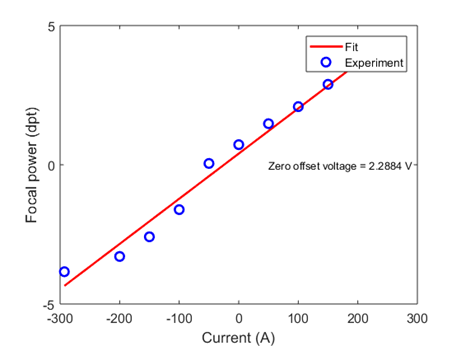 5
Fit
Experiment
Focal power (dpt)
0
Zero offset voltage = 2.2884 V
-5
-300 -200 -100 0 100 200 300
Current (A)